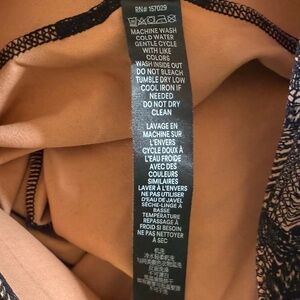 RN# 157029
MACHINE WASH
COLD WATER
GENTLE CYCLE
WITH LIKE
COLORS
WASH INSIDE OUT
DO NOT BLEACH
TUMBLE DRY LOW
COOL IRON IF
NEEDED
DO NOT DRY
CLEAN
LAVAGE EN
MACHINE SUR
L'ENVERS
CYCLE DOUX À
L'EAU FROIDE
AVEC DES
COULEURS
SIMILAIRES
LAVER À L'ENVERS
NE PAS UTILISER
D'EAU DE JAVEL
SÈCHE-LINGE À
BASSE
TEMPÉRATURE
REPASSAGE À
FROID SI BESOIN
NE PAS NETTOYER
À SEC
机洗